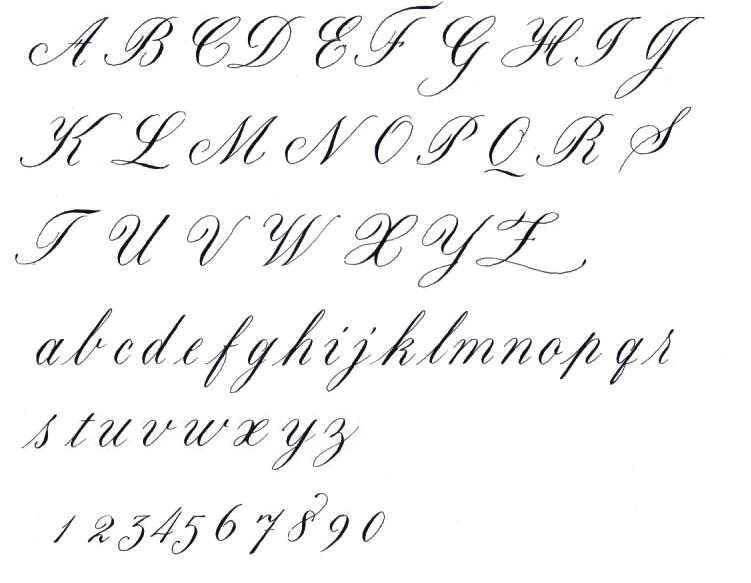 A B C D E F G H I J
K L M N O P Q R S
T U V W X Y Z
a b c d e f g h i j k l m n o p q r
s t u v w x y z
1 2 3 4 5 6 7 8 9 0